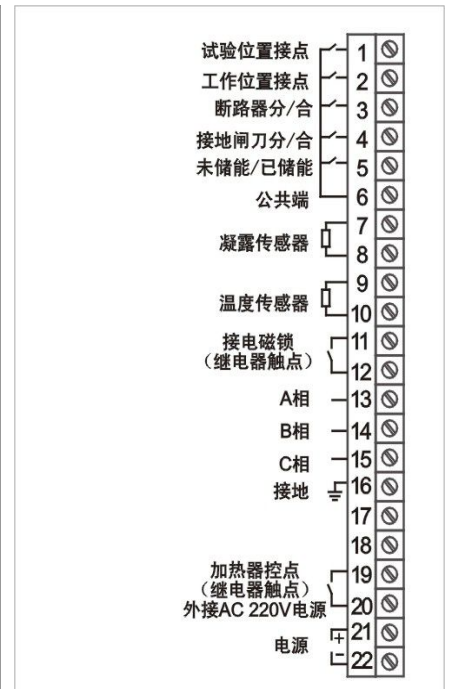 试验位置接点 1
工作位置接点 2
断路器分/合 3
接地闸刀分/合 4
未储能/已储能 5
公共端 6
7
凝露传感器
8
9
温度传感器
10
接电磁锁 11
（继电器触点）
12
A相 13
B相 14
C相 15
接地 16
17
18
加热器控点 19
（继电器触点）
外接AC 220V电源 20
+ 21
电源
- 22